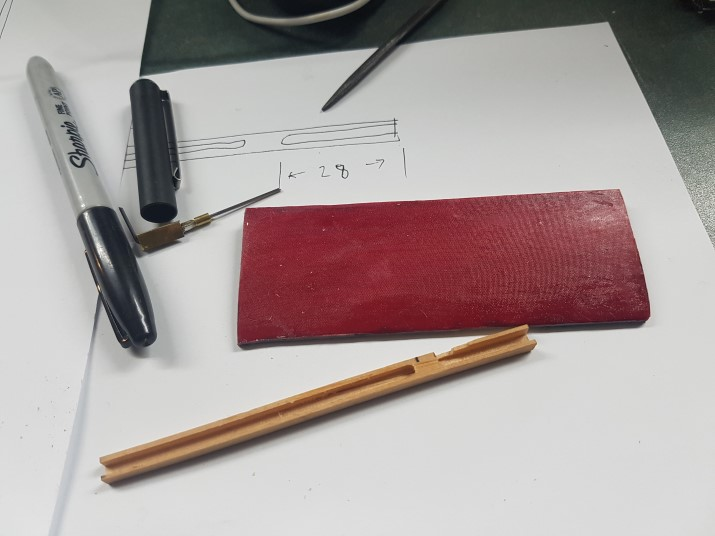 Sharpie
← 28 →